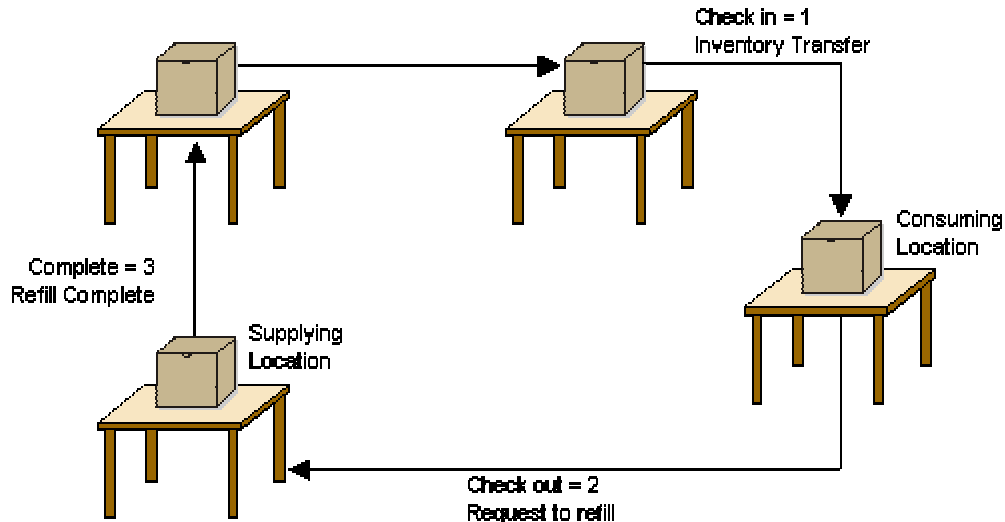 Check in = 1
Inventory Transfer
Consuming
Location
Complete = 3
Refill Complete
Supplying
Location
Check out = 2
Request to refill